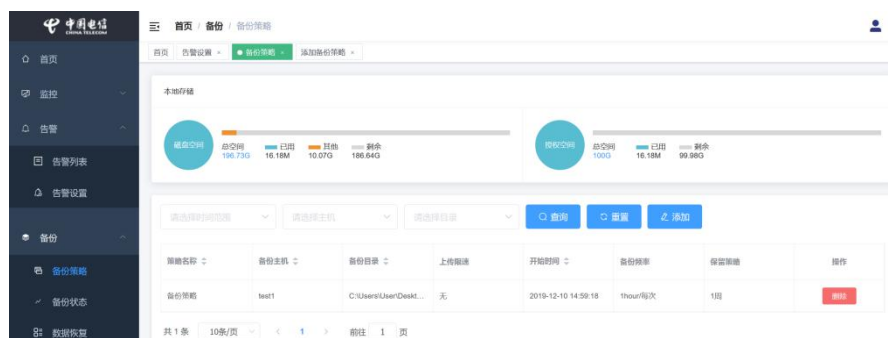 中国电信
CHINA TELECOM
首页 / 备份 / 备份策略
首页 告警设置 × 备份策略 × 添加备份策略 ×
首页
监控
告警
告警列表
告警设置
备份
备份策略
备份状态
数据恢复
本地存储
磁盘空间
总空间 已用 其他 剩余
196.73G 16.18M 10.07G 186.64G
授权空间
总空间 已用 剩余
100G 16.18M 99.98G
请选择时间范围 请选择主机 请选择目录 查询 重置 添加
策略名称 备份主机 备份目录 上传限速 开始时间 备份频率 保留策略 操作
备份策略 test1 C:\Users\User\Deskt... 无 2019-12-10 14:59:18 1hour/每次 1周 删除
共 1 条 10条/页 < 1 > 前往 1 页